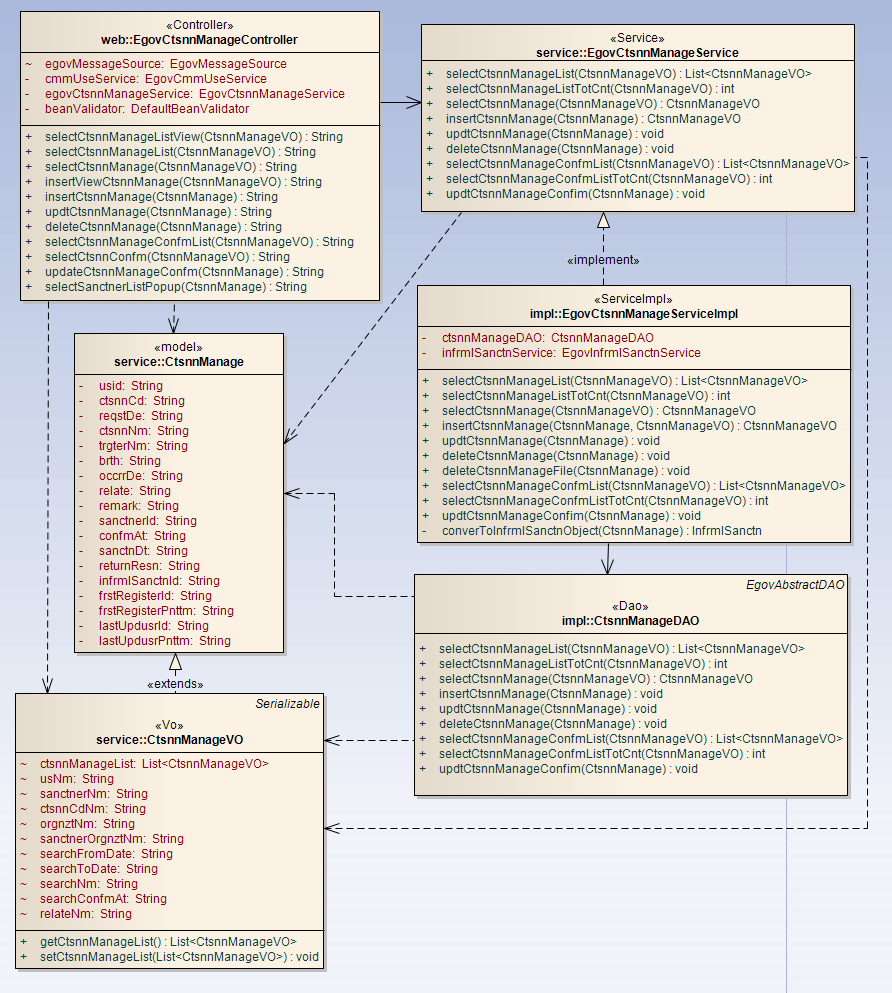 «Controller»
web::EgovCtsnnManageController
~ egovMessageSource: EgovMessageSource
- cmmUseService: EgovCmmUseService
- egovCtsnnManageService: EgovCtsnnManageService
- beanValidator: DefaultBeanValidator
+ selectCtsnnManageListView(CtsnnManageVO) : String
+ selectCtsnnManageList(CtsnnManageVO) : String
+ selectCtsnnManage(CtsnnManageVO) : String
+ insertViewCtsnnManage(CtsnnManageVO) : String
+ insertCtsnnManage(CtsnnManage) : String
+ updtCtsnnManage(CtsnnManage) : String
+ deleteCtsnnManage(CtsnnManage) : String
+ selectCtsnnManageConfmList(CtsnnManageVO) : String
+ selectCtsnnConfm(CtsnnManageVO) : String
+ updateCtsnnManageConfm(CtsnnManage) : String
+ selectSanctnerListPopup(CtsnnManage) : String
«Service»
service::EgovCtsnnManageService
+ selectCtsnnManageList(CtsnnManageVO) : List<CtsnnManageVO>
+ selectCtsnnManageListTotCnt(CtsnnManageVO) : int
+ selectCtsnnManage(CtsnnManageVO) : CtsnnManageVO
+ insertCtsnnManage(CtsnnManage) : CtsnnManageVO
+ updtCtsnnManage(CtsnnManage) : void
+ deleteCtsnnManage(CtsnnManage) : void
+ selectCtsnnManageConfmList(CtsnnManageVO) : List<CtsnnManageVO>
+ selectCtsnnManageConfmListTotCnt(CtsnnManageVO) : int
+ updtCtsnnManageConfim(CtsnnManage) : void
«implement»
«ServiceImpl»
impl::EgovCtsnnManageServiceImpl
- ctsnnManageDAO: CtsnnManageDAO
- infrmlSanctnService: EgovInfrmlSanctnService
+ selectCtsnnManageList(CtsnnManageVO) : List<CtsnnManageVO>
+ selectCtsnnManageListTotCnt(CtsnnManageVO) : int
+ selectCtsnnManage(CtsnnManageVO) : CtsnnManageVO
+ insertCtsnnManage(CtsnnManage, CtsnnManageVO) : CtsnnManageVO
+ updtCtsnnManage(CtsnnManage) : void
+ deleteCtsnnManage(CtsnnManage) : void
+ deleteCtsnnManageFile(CtsnnManage) : void
+ selectCtsnnManageConfmList(CtsnnManageVO) : List<CtsnnManageVO>
+ selectCtsnnManageConfmListTotCnt(CtsnnManageVO) : int
+ updtCtsnnManageConfim(CtsnnManage) : void
- converToInfrmlSanctnObject(CtsnnManage) : InfrmlSanctn
«model»
service::CtsnnManage
- usid: String
- ctsnnCd: String
- reqstDe: String
- ctsnnNm: String
- trgterNm: String
- brth: String
- occrrDe: String
- relate: String
- remark: String
- sanctnerId: String
- confmAt: String
- sanctnDt: String
- returnResn: String
- infrmlSanctnId: String
- frstRegisterId: String
- frstRegisterPnttm: String
- lastUpdusrId: String
- lastUpdusrPnttm: String
«extends»
EgovAbstractDAO
«Dao»
impl::CtsnnManageDAO
+ selectCtsnnManageList(CtsnnManageVO) : List<CtsnnManageVO>
+ selectCtsnnManageListTotCnt(CtsnnManageVO) : int
+ selectCtsnnManage(CtsnnManageVO) : CtsnnManageVO
+ insertCtsnnManage(CtsnnManage) : void
+ updtCtsnnManage(CtsnnManage) : void
+ deleteCtsnnManage(CtsnnManage) : void
+ selectCtsnnManageConfmList(CtsnnManageVO) : List<CtsnnManageVO>
+ selectCtsnnManageConfmListTotCnt(CtsnnManageVO) : int
+ updtCtsnnManageConfim(CtsnnManage) : void
Serializable
«Vo»
service::CtsnnManageVO
~ ctsnnManageList: List<CtsnnManageVO>
~ usNm: String
~ sanctnerNm: String
~ ctsnnCdNm: String
~ orgnztNm: String
~ sanctnerOrgnztNm: String
~ searchFromDate: String
~ searchToDate: String
~ searchNm: String
~ searchConfmAt: String
~ relateNm: String
+ getCtsnnManageList() : List<CtsnnManageVO>
+ setCtsnnManageList(List<CtsnnManageVO>) : void